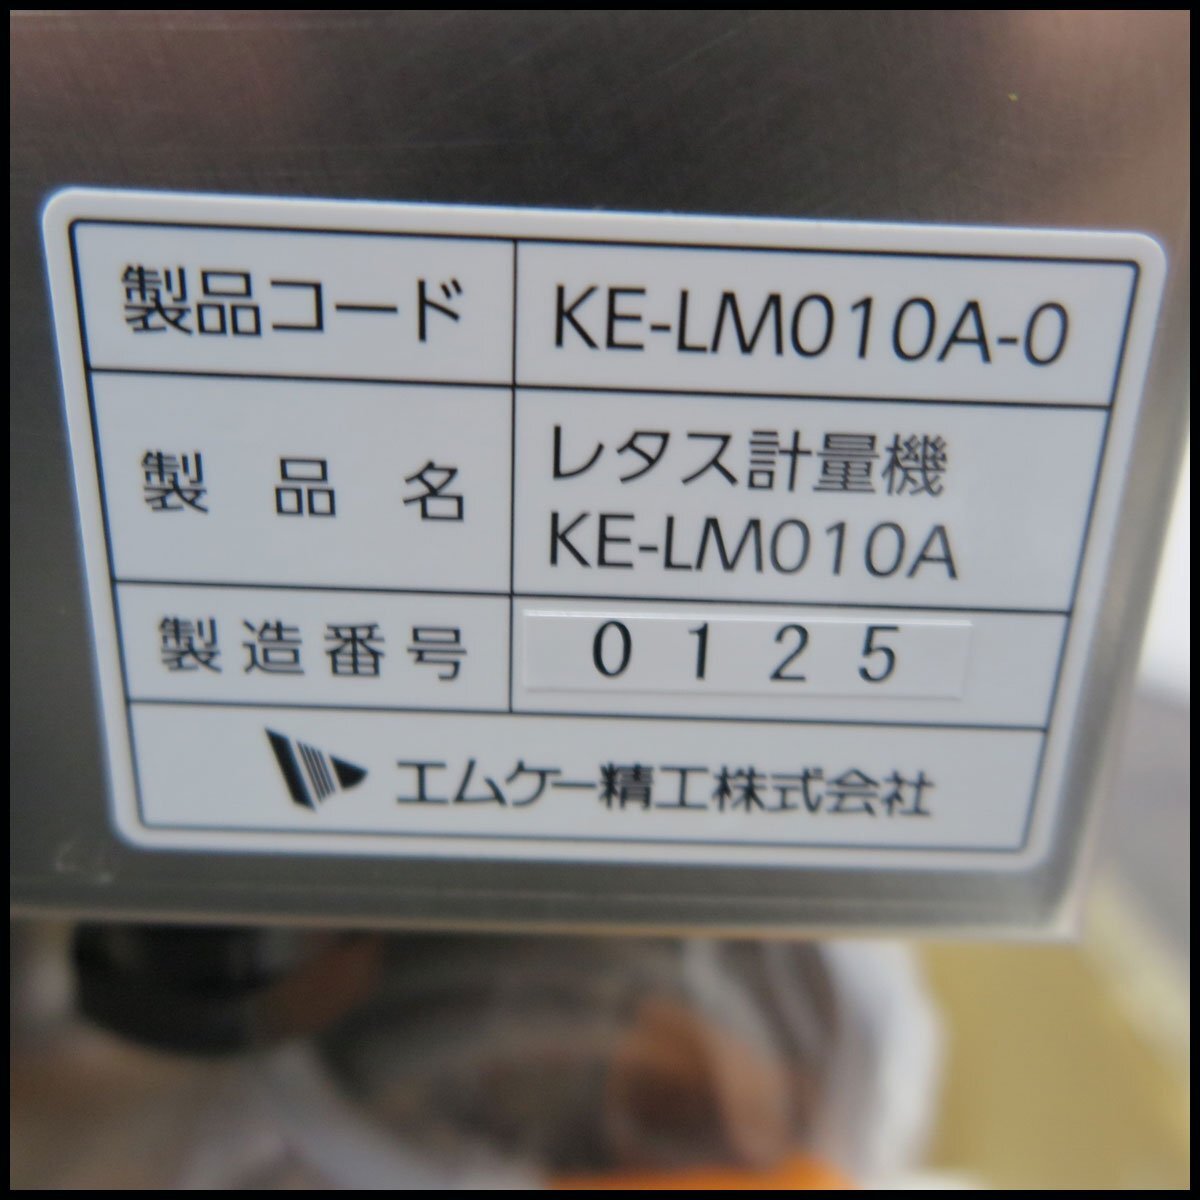 製品コード KE-LM010A-0
製品名 レタス計量機
KE-LM010A
製造番号 0125
エムケー精工株式会社